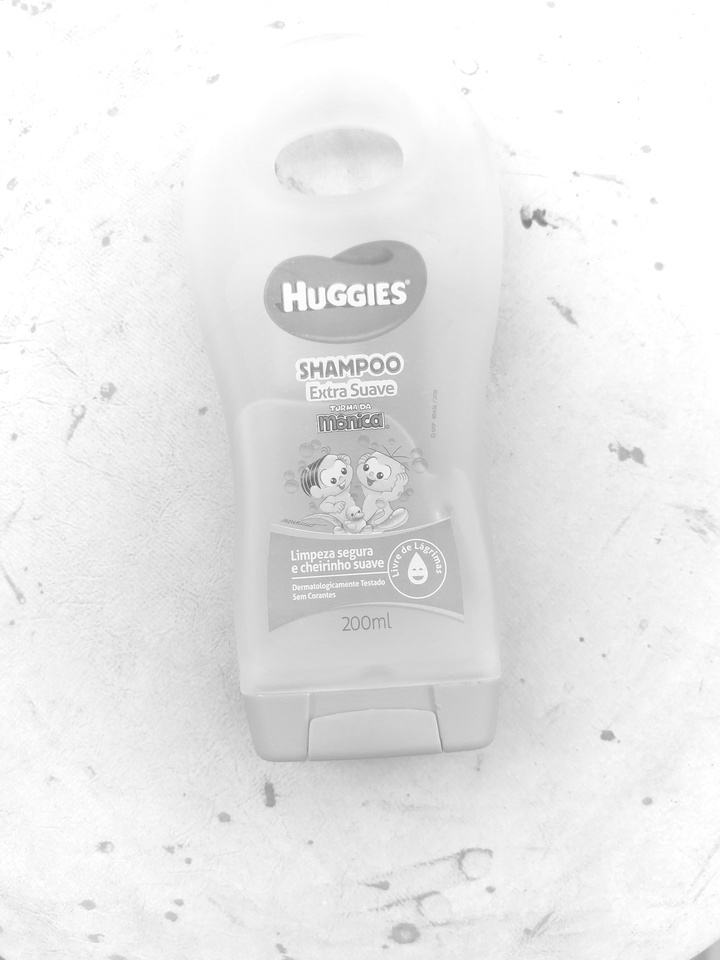 HUGGIES®
SHAMPOO
Extra Suave
TURMA DA
mônica
Limpeza segura
e cheirinho suave
Dermatologicamente Testado
Sem Corantes
Livre de Lágrimas
200ml